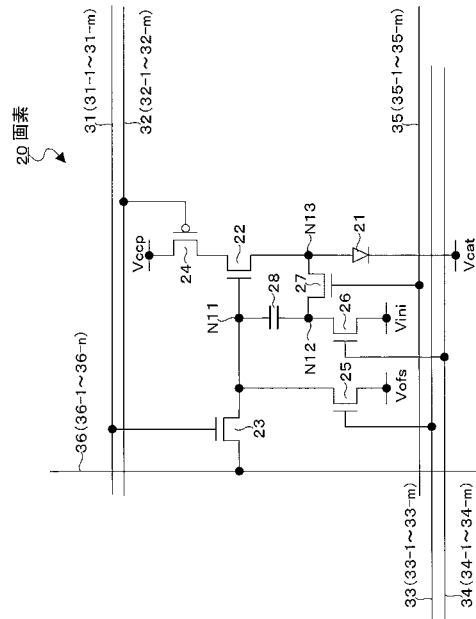 20 画素
36(36-1〜36-n)
31(31-1〜31-m)
32(32-1〜32-m)
Vccp
24
22
23
N11
N13
28
27
21
N12
26
25
Vini
Vofs
Vcat
35(35-1〜35-m)
33(33-1〜33-m)
34(34-1〜34-m)